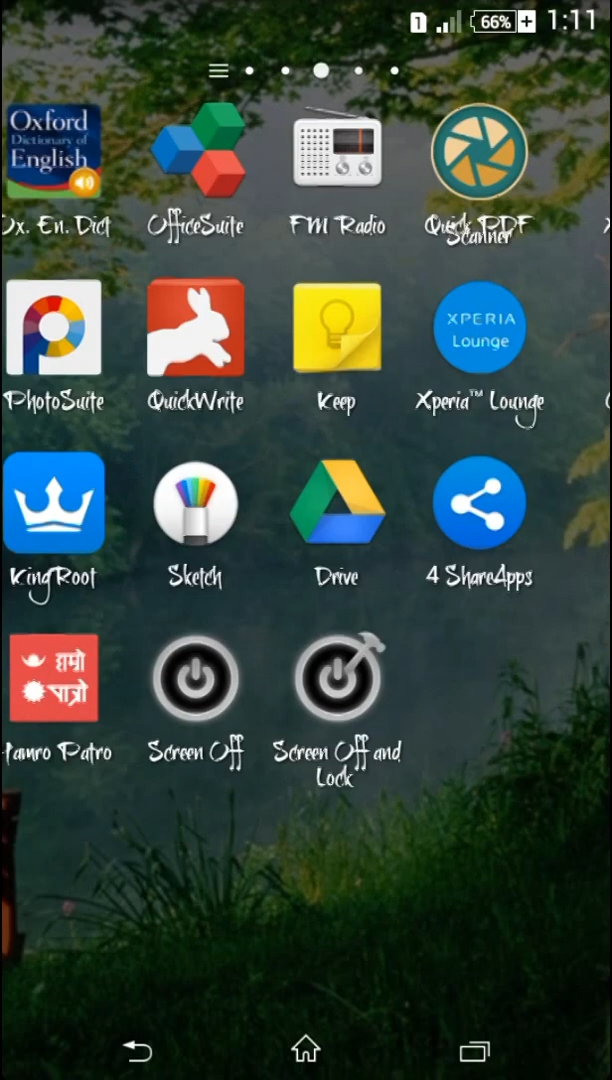 1 66% 1:11
Oxford
Dictionary of
English
Ox. En. Dict OfficeSuite FM Radio Quick PDF
Scanner
XPERIA
Lounge
PhotoSuite QuickWrite Keep Xperia™ Lounge
KingRoot Sketch Drive 4 ShareApps
हाम्रो
पात्रो
Hamro Patro Screen Off Screen Off and
Lock